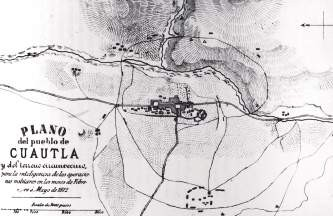 PLANO
del pueblo de
CUAUTLA
y del terreno circunvecino,
para la inteligencia de las operacio-
nes militares en los meses de Febre-
ro á Mayo de 1812